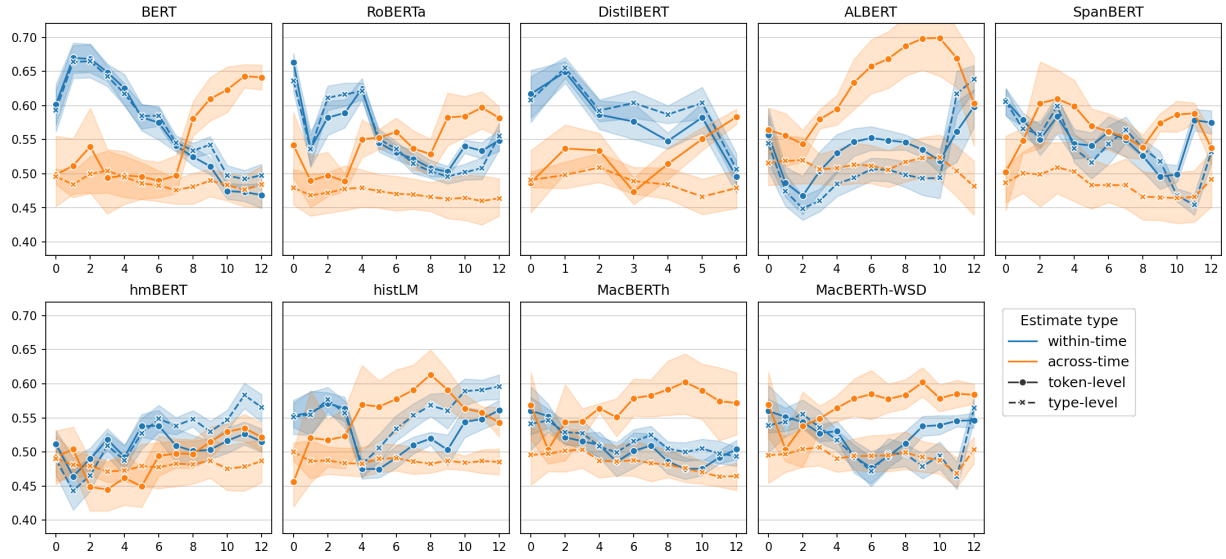 BERT RoBERTa DistilBERT ALBERT SpanBERT
0.70
0.65
0.60
0.55
0.50
0.45
0.40
0 2 4 6 8 10 12 0 2 4 6 8 10 12 0 1 2 3 4 5 6 0 2 4 6 8 10 12 0 2 4 6 8 10 12
hmBERT histLM MacBERTh MacBERTh-WSD
0.70
0.65
0.60
0.55
0.50
0.45
0.40
0 2 4 6 8 10 12 0 2 4 6 8 10 12 0 2 4 6 8 10 12 0 2 4 6 8 10 12
Estimate type
within-time
across-time
token-level
type-level